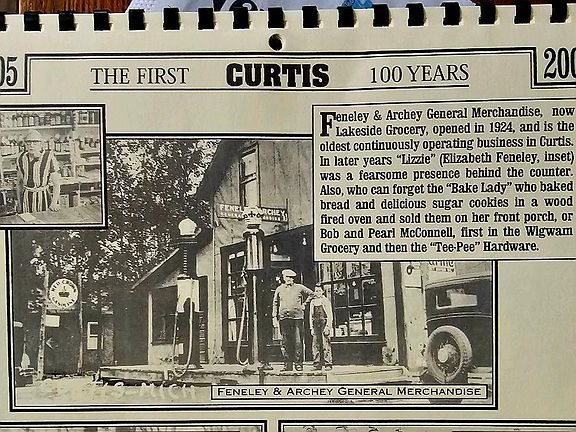 05
THE FIRST CURTIS 100 YEARS
200
Feneley & Archey General Merchandise, now
Lakeside Grocery, opened in 1924, and is the
oldest continuously operating business in Curtis.
In later years “Lizzie” (Elizabeth Feneley, inset)
was a fearsome presence behind the counter.
Also, who can forget the “Bake Lady” who baked
bread and delicious sugar cookies in a wood
fired oven and sold them on her front porch, or
Bob and Pearl McConnell, first in the Wigwam
Grocery and then the “Tee-Pee” Hardware.
FENELEY & ARCHEY
GENERAL
RED CROWN
FENELEY & ARCHEY GENERAL MERCHANDISE